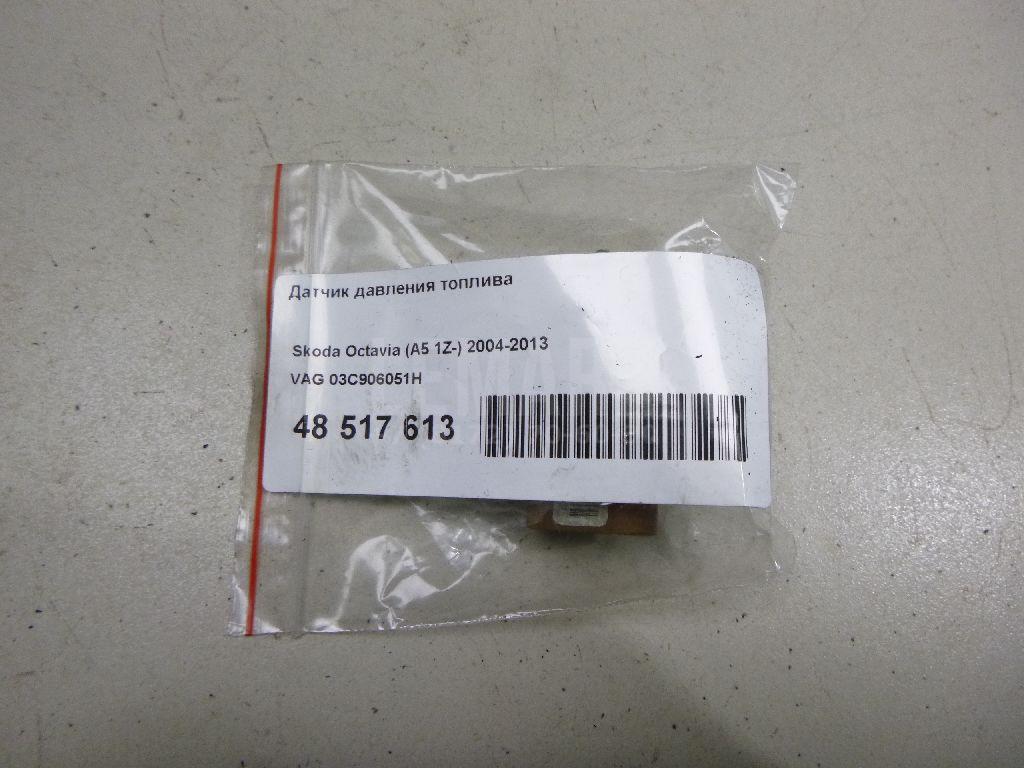 Датчик давления топлива
Skoda Octavia (A5 1Z-) 2004-2013
VAG 03C906051H
48 517 613